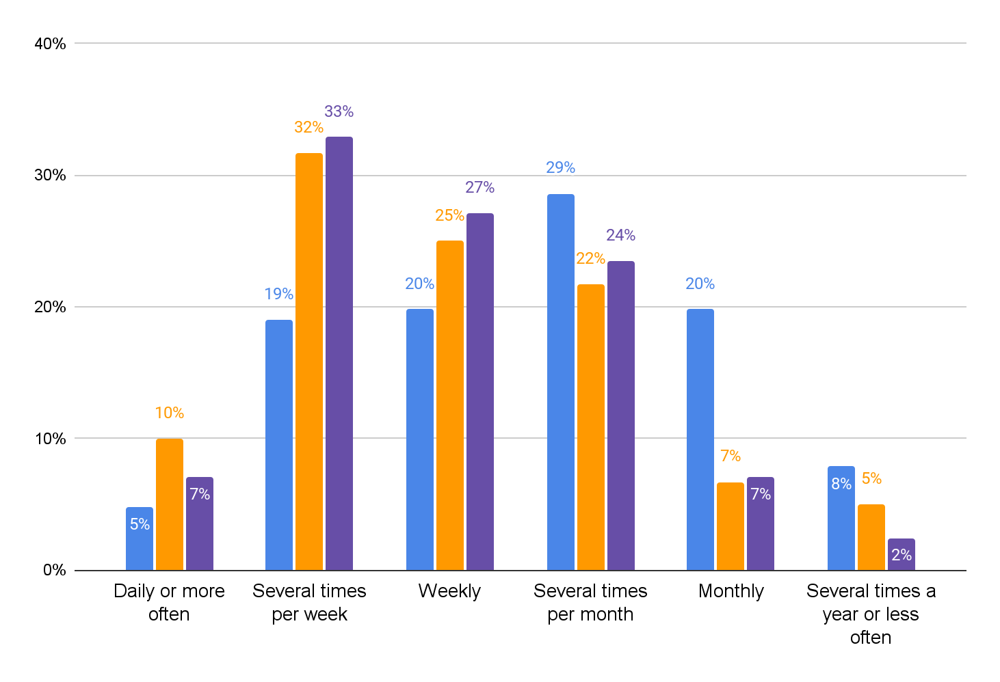 40%
30%
20%
10%
0%
5%
10%
7%
19%
32%
33%
20%
25%
27%
29%
22%
24%
20%
7%
7%
8%
5%
2%
Daily or more
often
Several times
per week
Weekly
Several times
per month
Monthly
Several times a
year or less
often